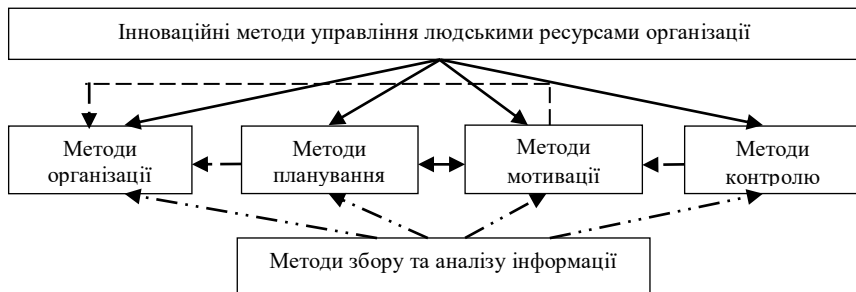 Інноваційні методи управління людськими ресурсами організації
Методи
організації
Методи
планування
Методи
мотивації
Методи
контролю
Методи збору та аналізу інформації